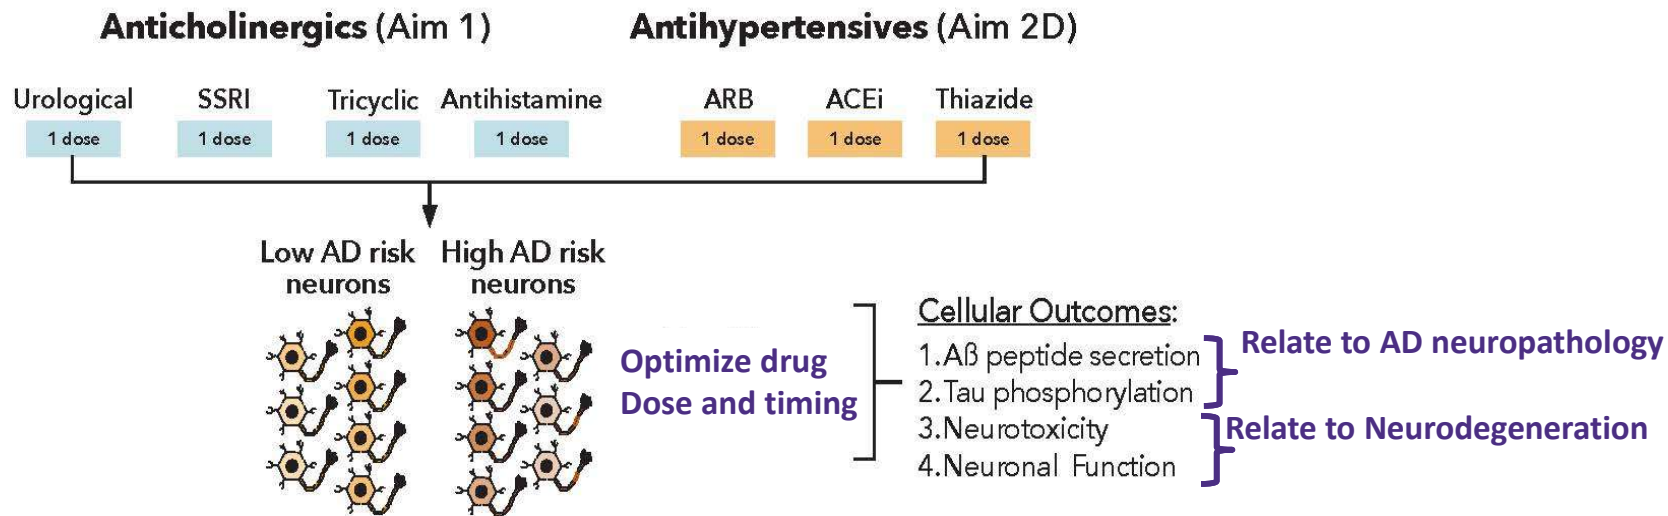 Anticholinergics (Aim 1)
Antihypertensives (Aim 2D)
Urological
SSRI
Tricyclic
Antihistamine
ARB
ACEi
Thiazide
1 dose
1 dose
1 dose
1 dose
1 dose
1 dose
1 dose
Low AD risk
neurons
High AD risk
neurons
Optimize drug
Dose and timing
Cellular Outcomes:
1.Aß peptide secretion
2.Tau phosphorylation
3.Neurotoxicity
4.Neuronal Function
Relate to AD neuropathology
Relate to Neurodegeneration